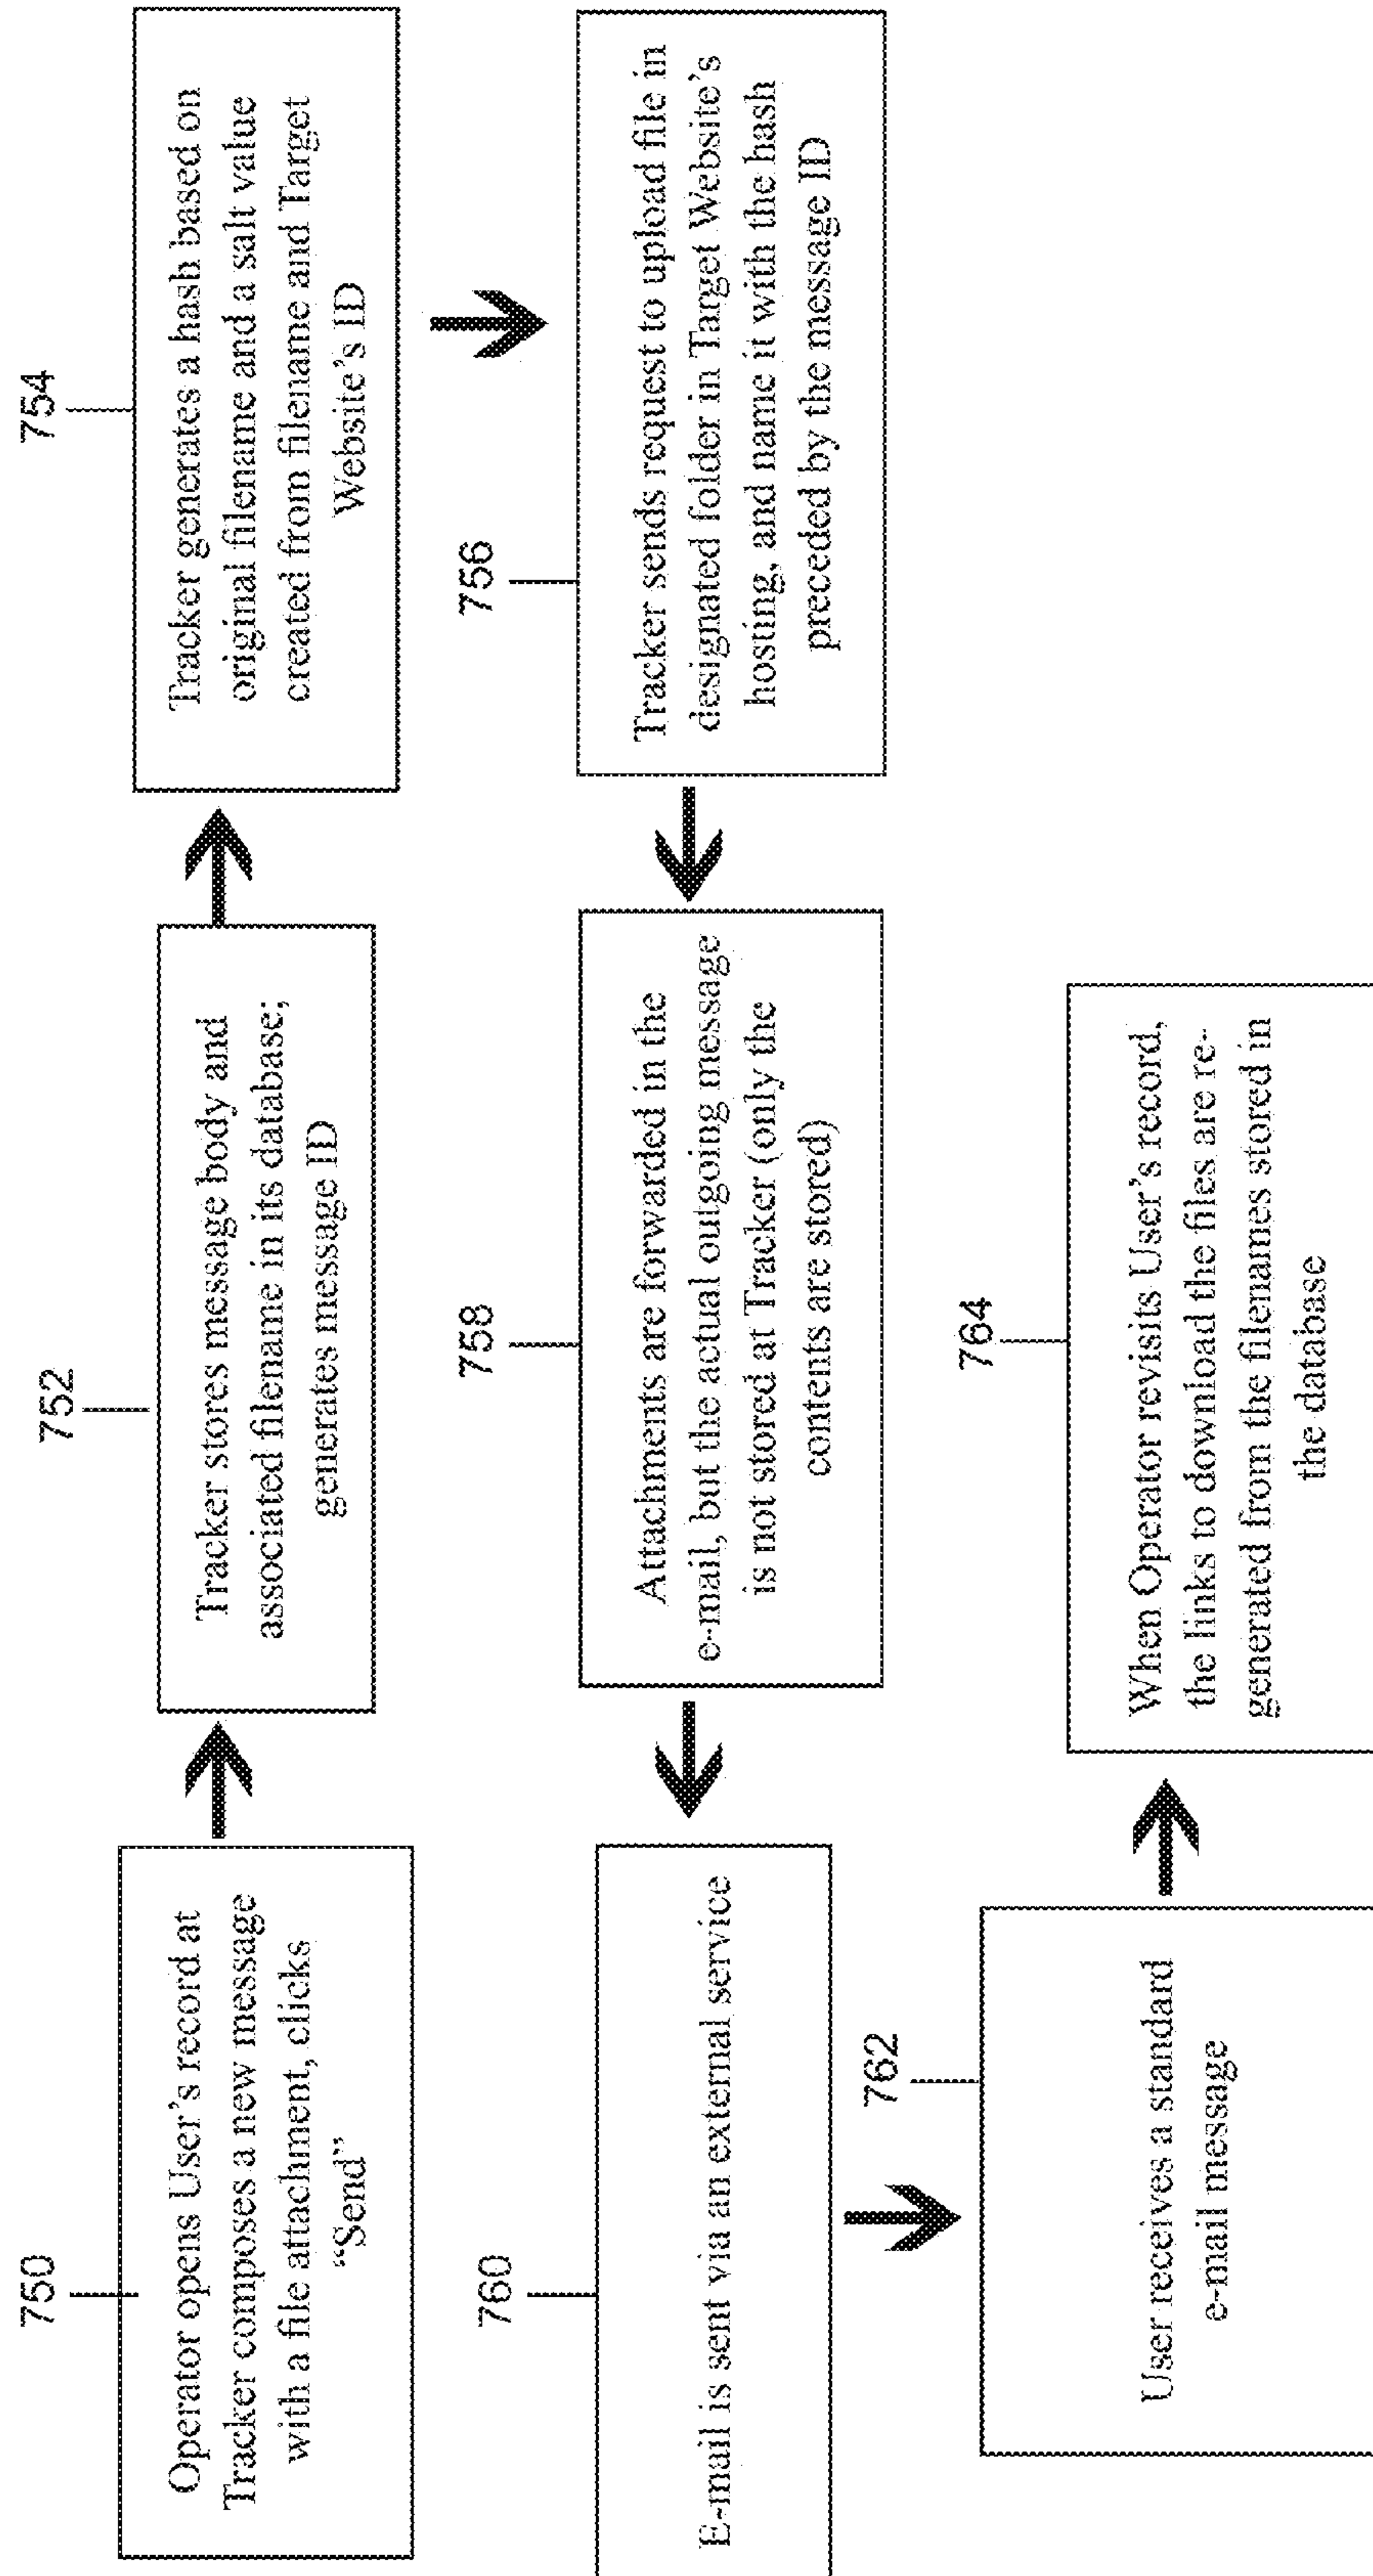 750
Operator opens User's record at
Tracker composes a new message
with a file attachment, clicks
“Send”
752
Tracker stores message body and
associated filename in its database;
generates message ID
754
Tracker generates a hash based on
original filename and a salt value
created from filename and Target
Website's ID
756
Tracker sends request to upload file in
designated folder in Target Website's
hosting, and name it with the hash
preceded by the message ID
758
Attachments are forwarded in the
e-mail, but the actual outgoing message
is not stored at Tracker (only the
contents are stored)
760
E-mail is sent via an external service
762
User receives a standard
e-mail message
764
When Operator revisits User's record,
the links to download the files are re-
generated from the filenames stored in
the database